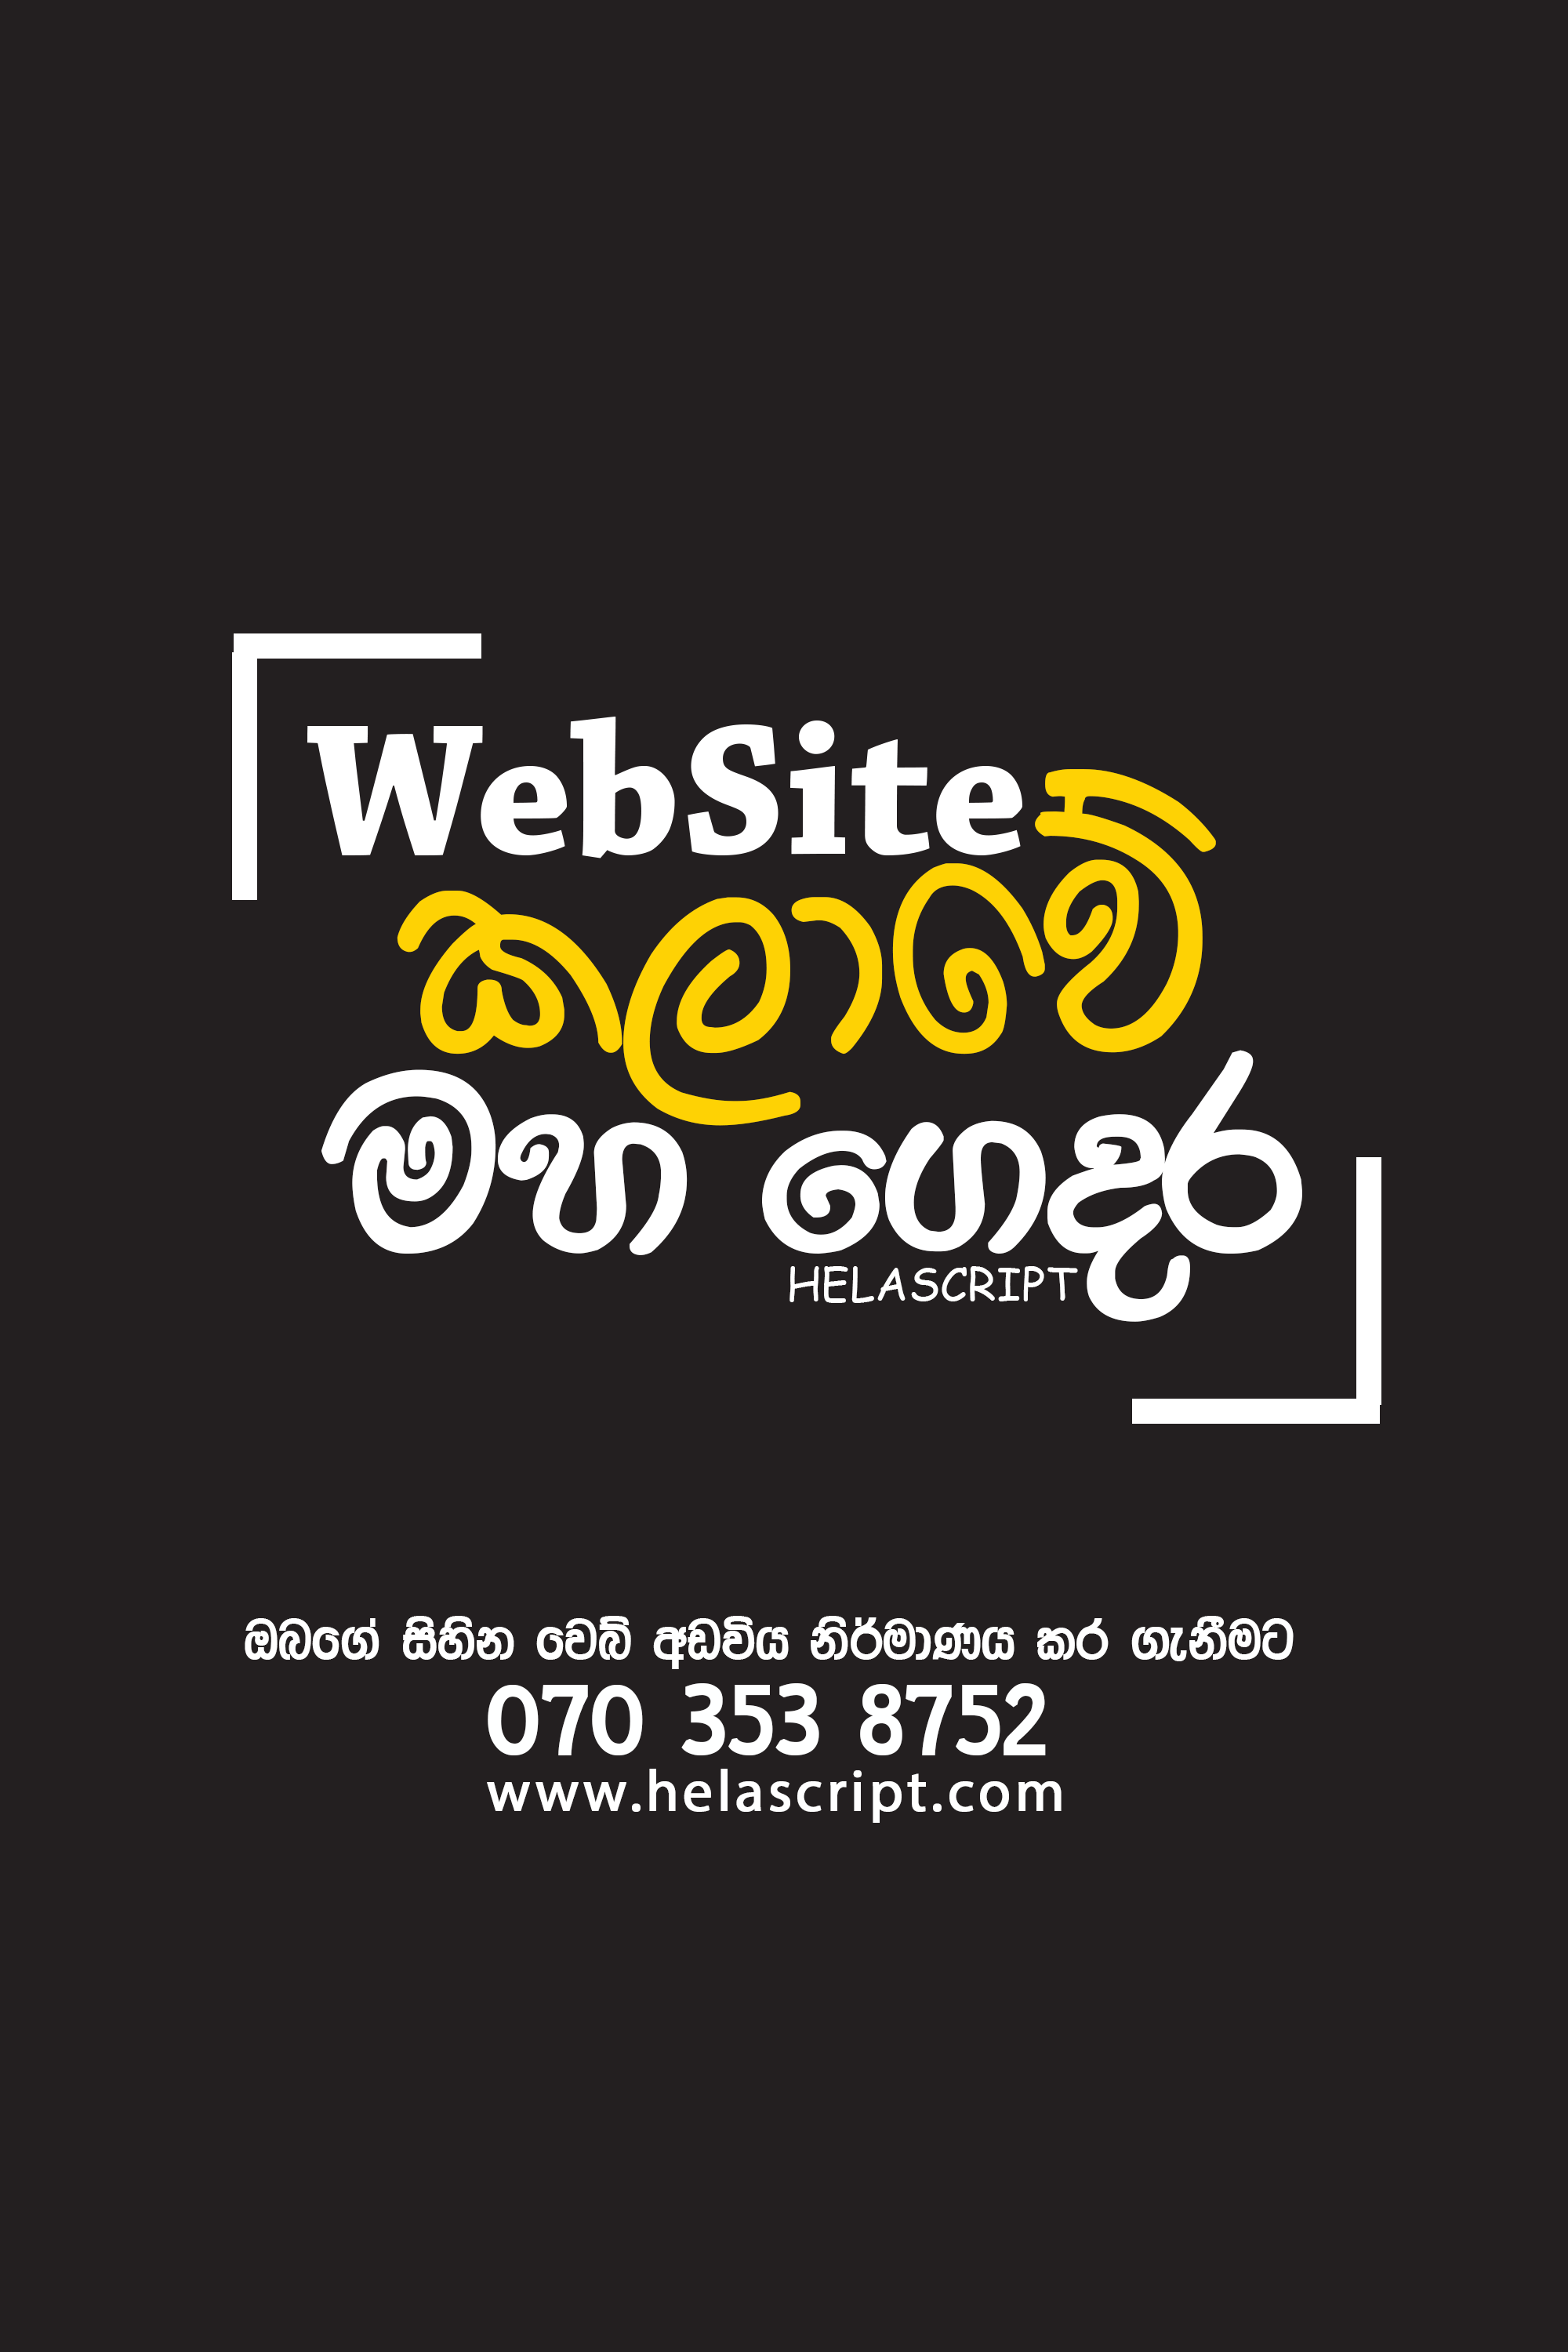 WebSite
කලාවේ
මහ ගෙදර
HELASCRIPT
ඔබගේ සිහින වෙබ් අඩවිය නිර්මාණය කර ගැනීමට
070 353 8752
www.helascript.com